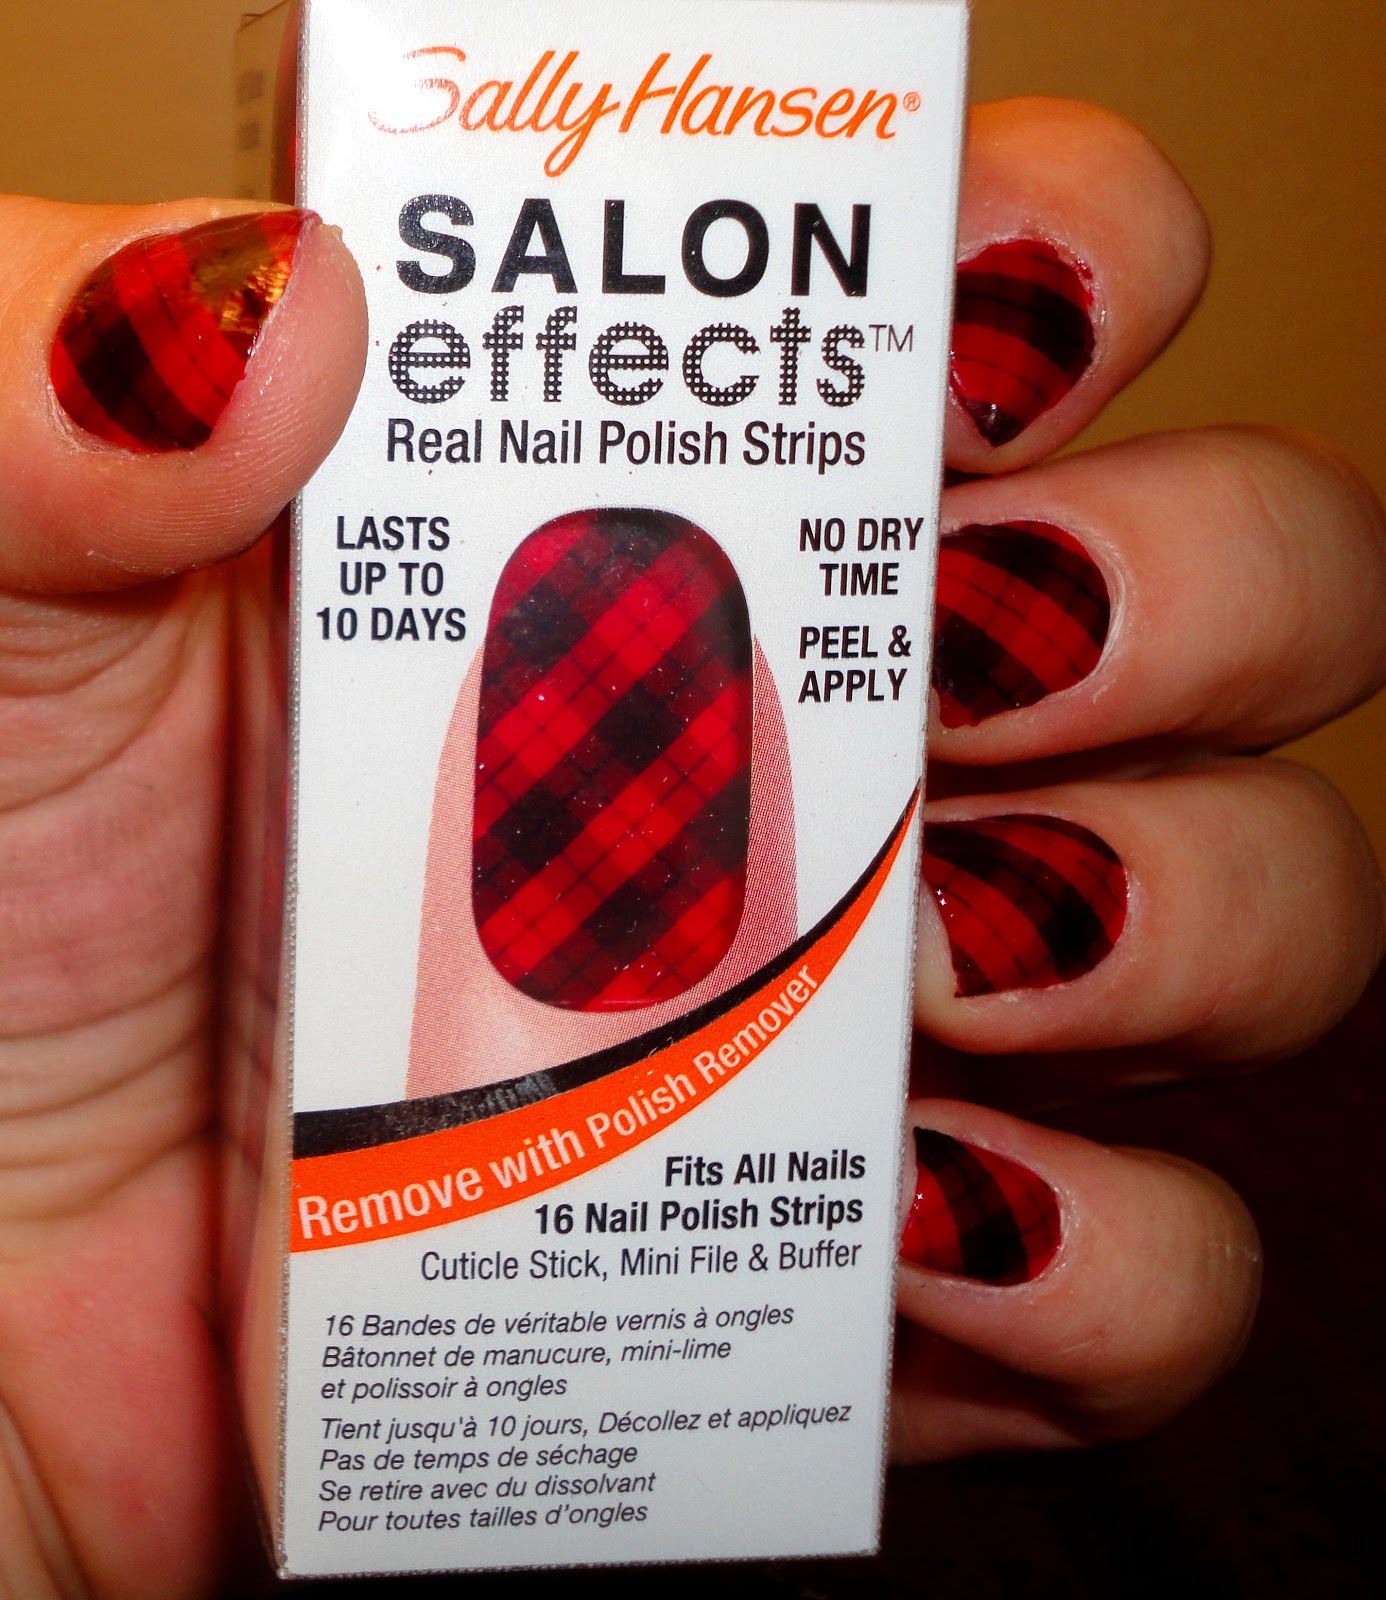 Sally Hansen®
SALON
effects™
Real Nail Polish Strips
LASTS
UP TO
10 DAYS
NO DRY
TIME
PEEL &
APPLY
Remove with Polish Remover
Fits All Nails
16 Nail Polish Strips
Cuticle Stick, Mini File & Buffer
16 Bandes de véritable vernis à ongles
Bâtonnet de manucure, mini-lime
et polissoir à ongles
Tient jusqu'à 10 jours, Décollez et appliquez
Pas de temps de séchage
Se retire avec du dissolvant
Pour toutes tailles d'ongles